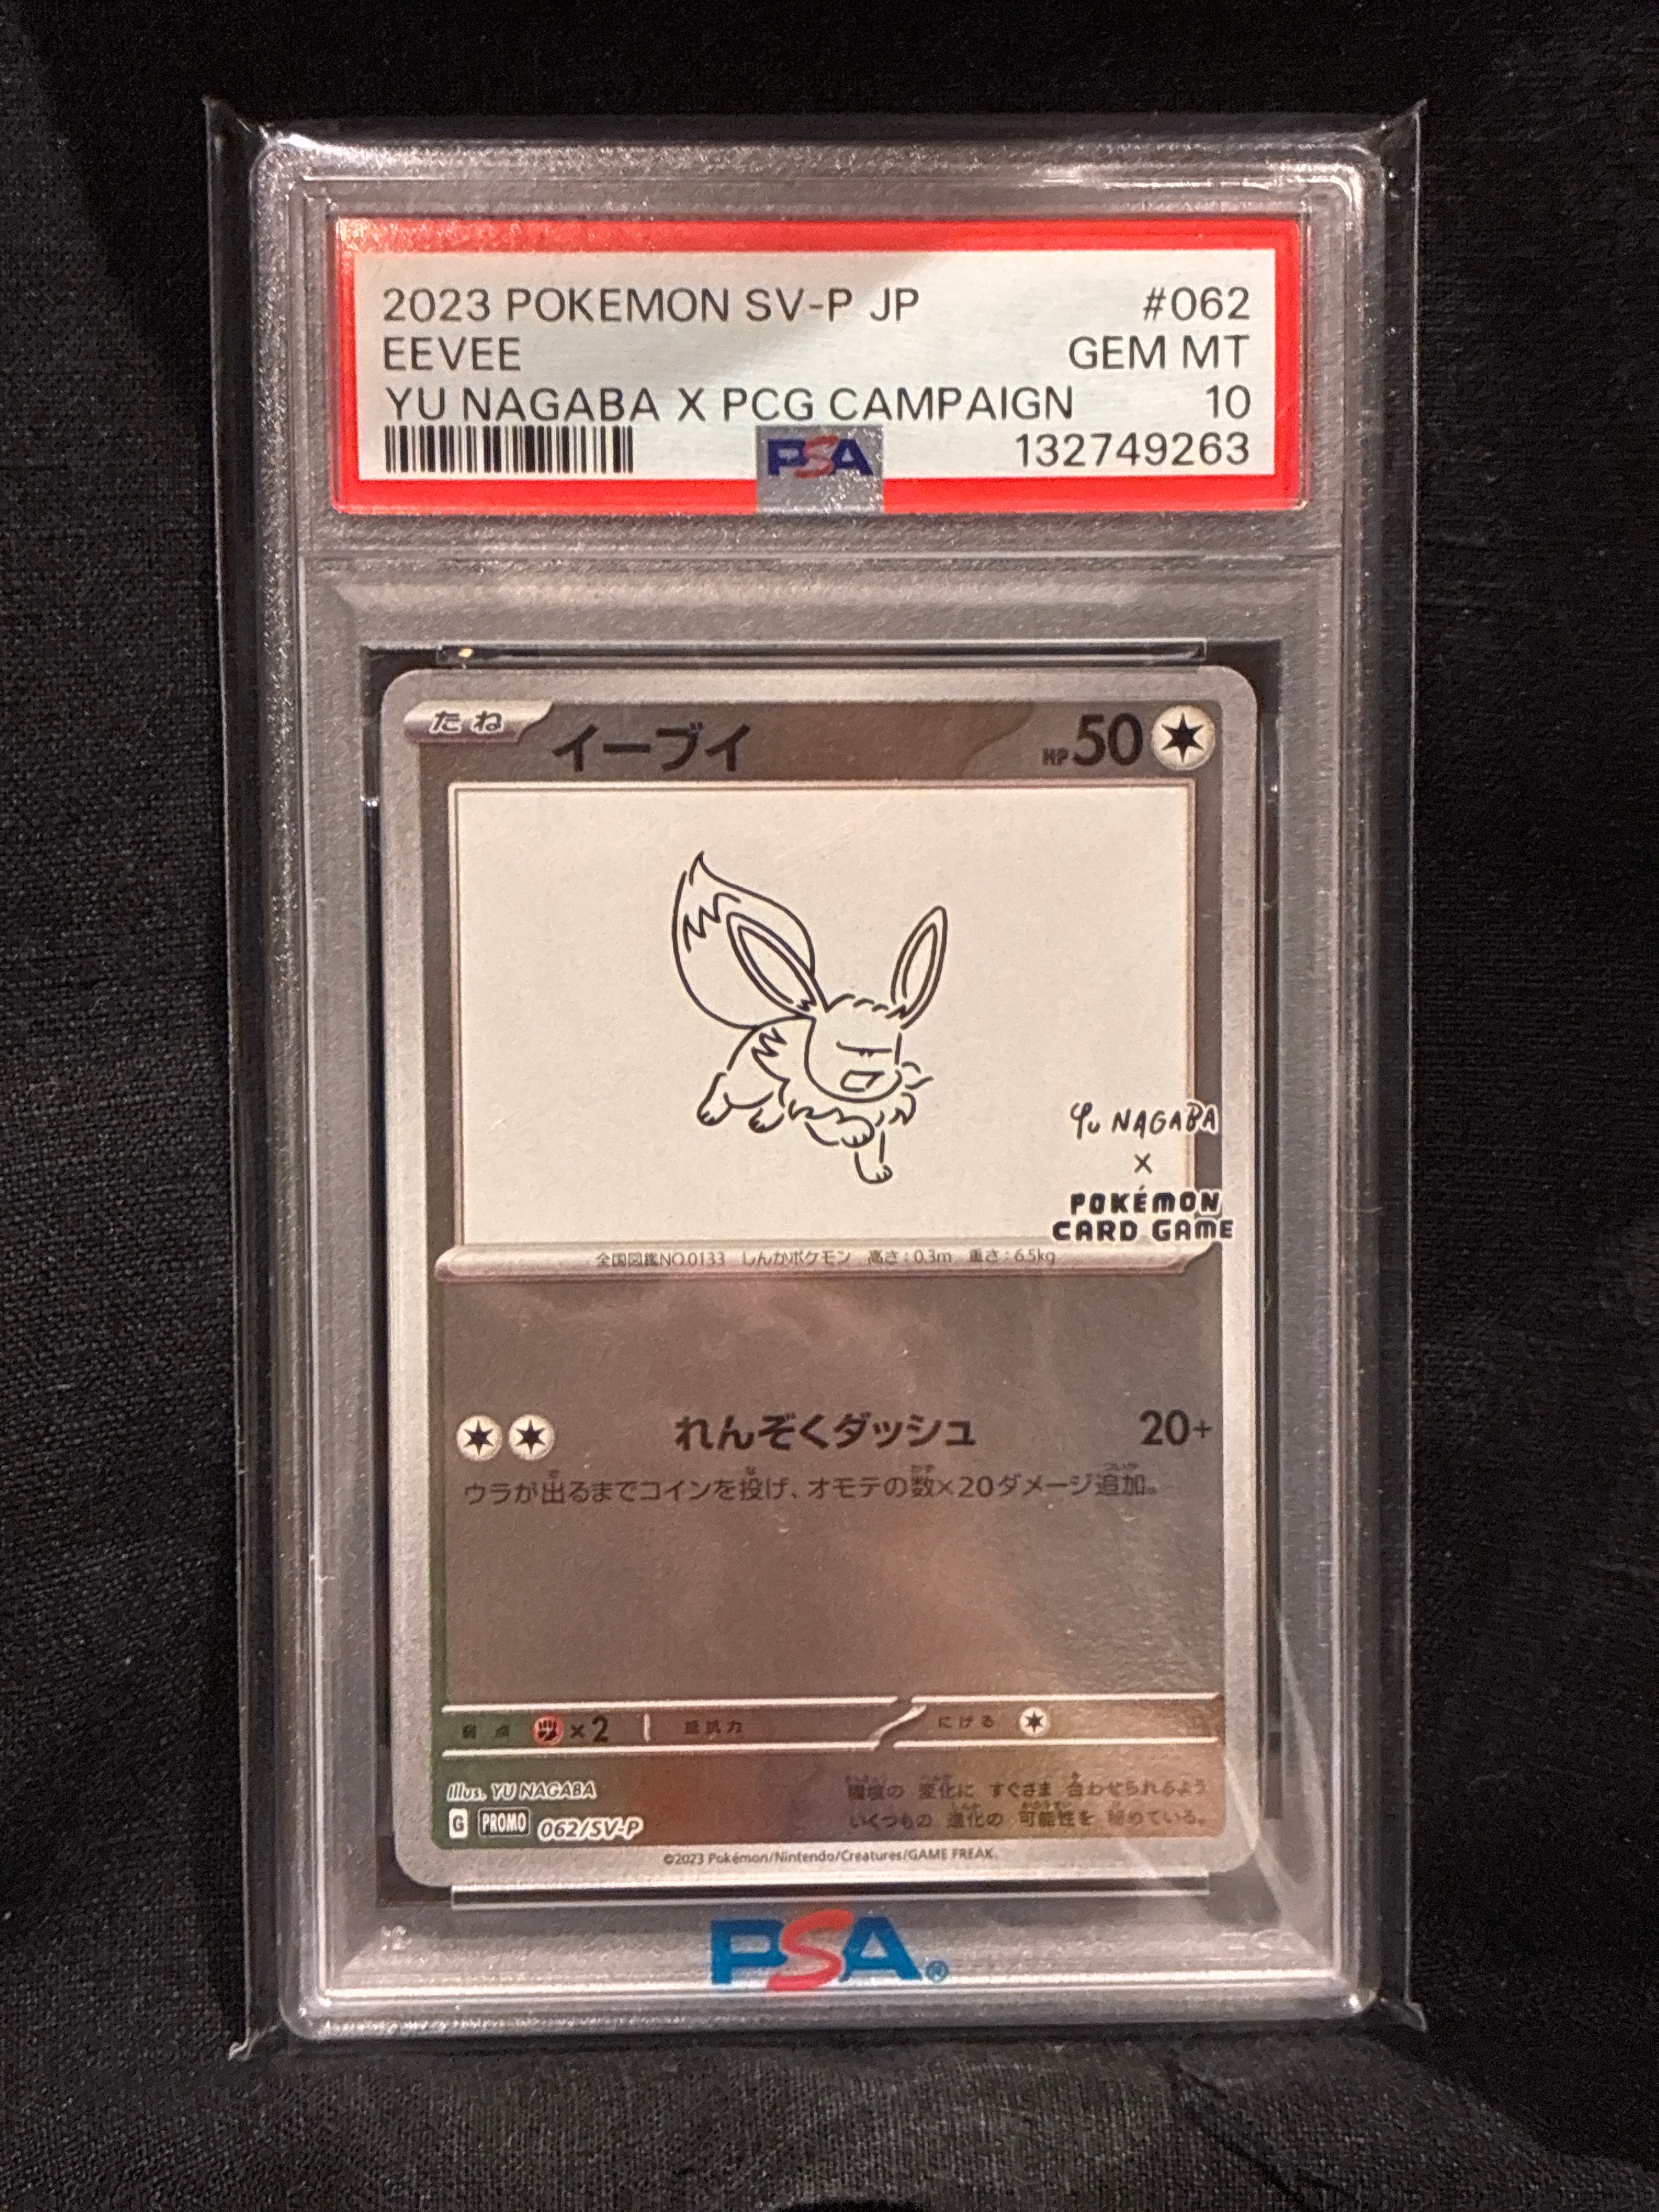 2023 POKEMON SV-P JP #062
EEVEE GEM MT
YU NAGABA X PCG CAMPAIGN 10
PSA 132749263
たね イーブイ HP50
Yu NAGABA
×
POKÉMON
CARD GAME
全国図鑑NO.0133 しんかポケモン 高さ:0.3m 重さ:6.5kg
れんぞくダッシュ 20+
ウラが出るまでコインを投げ、オモテの数×20ダメージ追加。
弱点 ×2 抵抗力 にげる
Illus. YU NAGABA
環境の 変化に すぐさま 合わせられるよう
G PROMO 062/SV-P
いくつもの 進化の 可能性を 秘めている。
©2023 Pokémon/Nintendo/Creatures/GAME FREAK.
PSA®